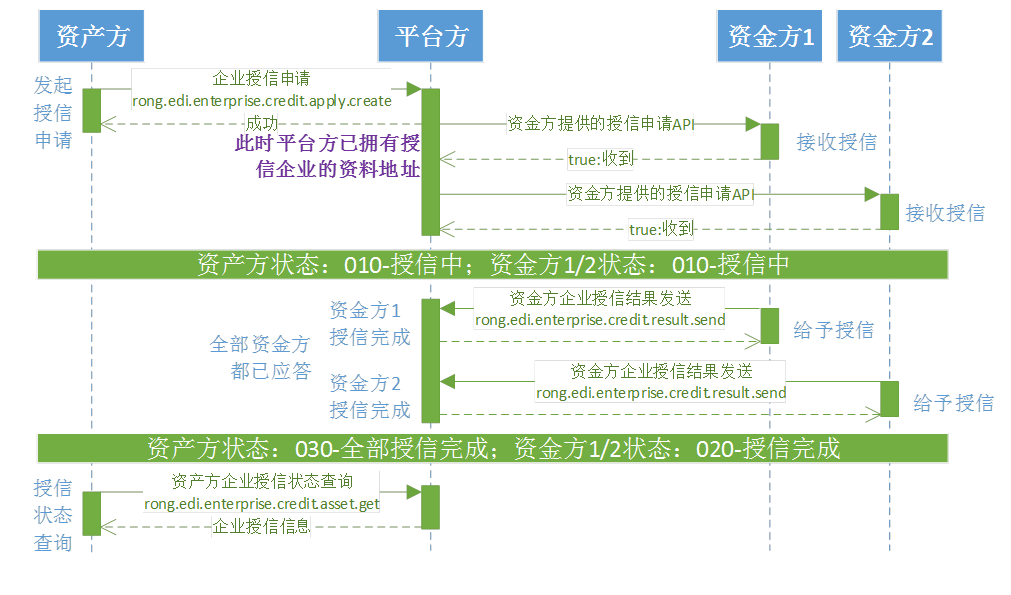 资产方
平台方
资金方1
资金方2
发起
授信
申请
企业授信申请
rong.edi.enterprise.credit.apply.create
成功
此时平台方已拥有授
信企业的资料地址
资金方提供的授信申请API
接收授信
true:收到
资金方提供的授信申请API
接收授信
true:收到
资产方状态：010-授信中；资金方1/2状态：010-授信中
资金方1
授信完成
资金方企业授信结果发送
rong.edi.enterprise.credit.result.send
给予授信
全部资金方
都已应答
资金方2
授信完成
资金方企业授信结果发送
rong.edi.enterprise.credit.result.send
给予授信
资产方状态：030-全部授信完成；资金方1/2状态：020-授信完成
授信
状态
查询
资产方企业授信状态查询
rong.edi.enterprise.credit.asset.get
企业授信信息